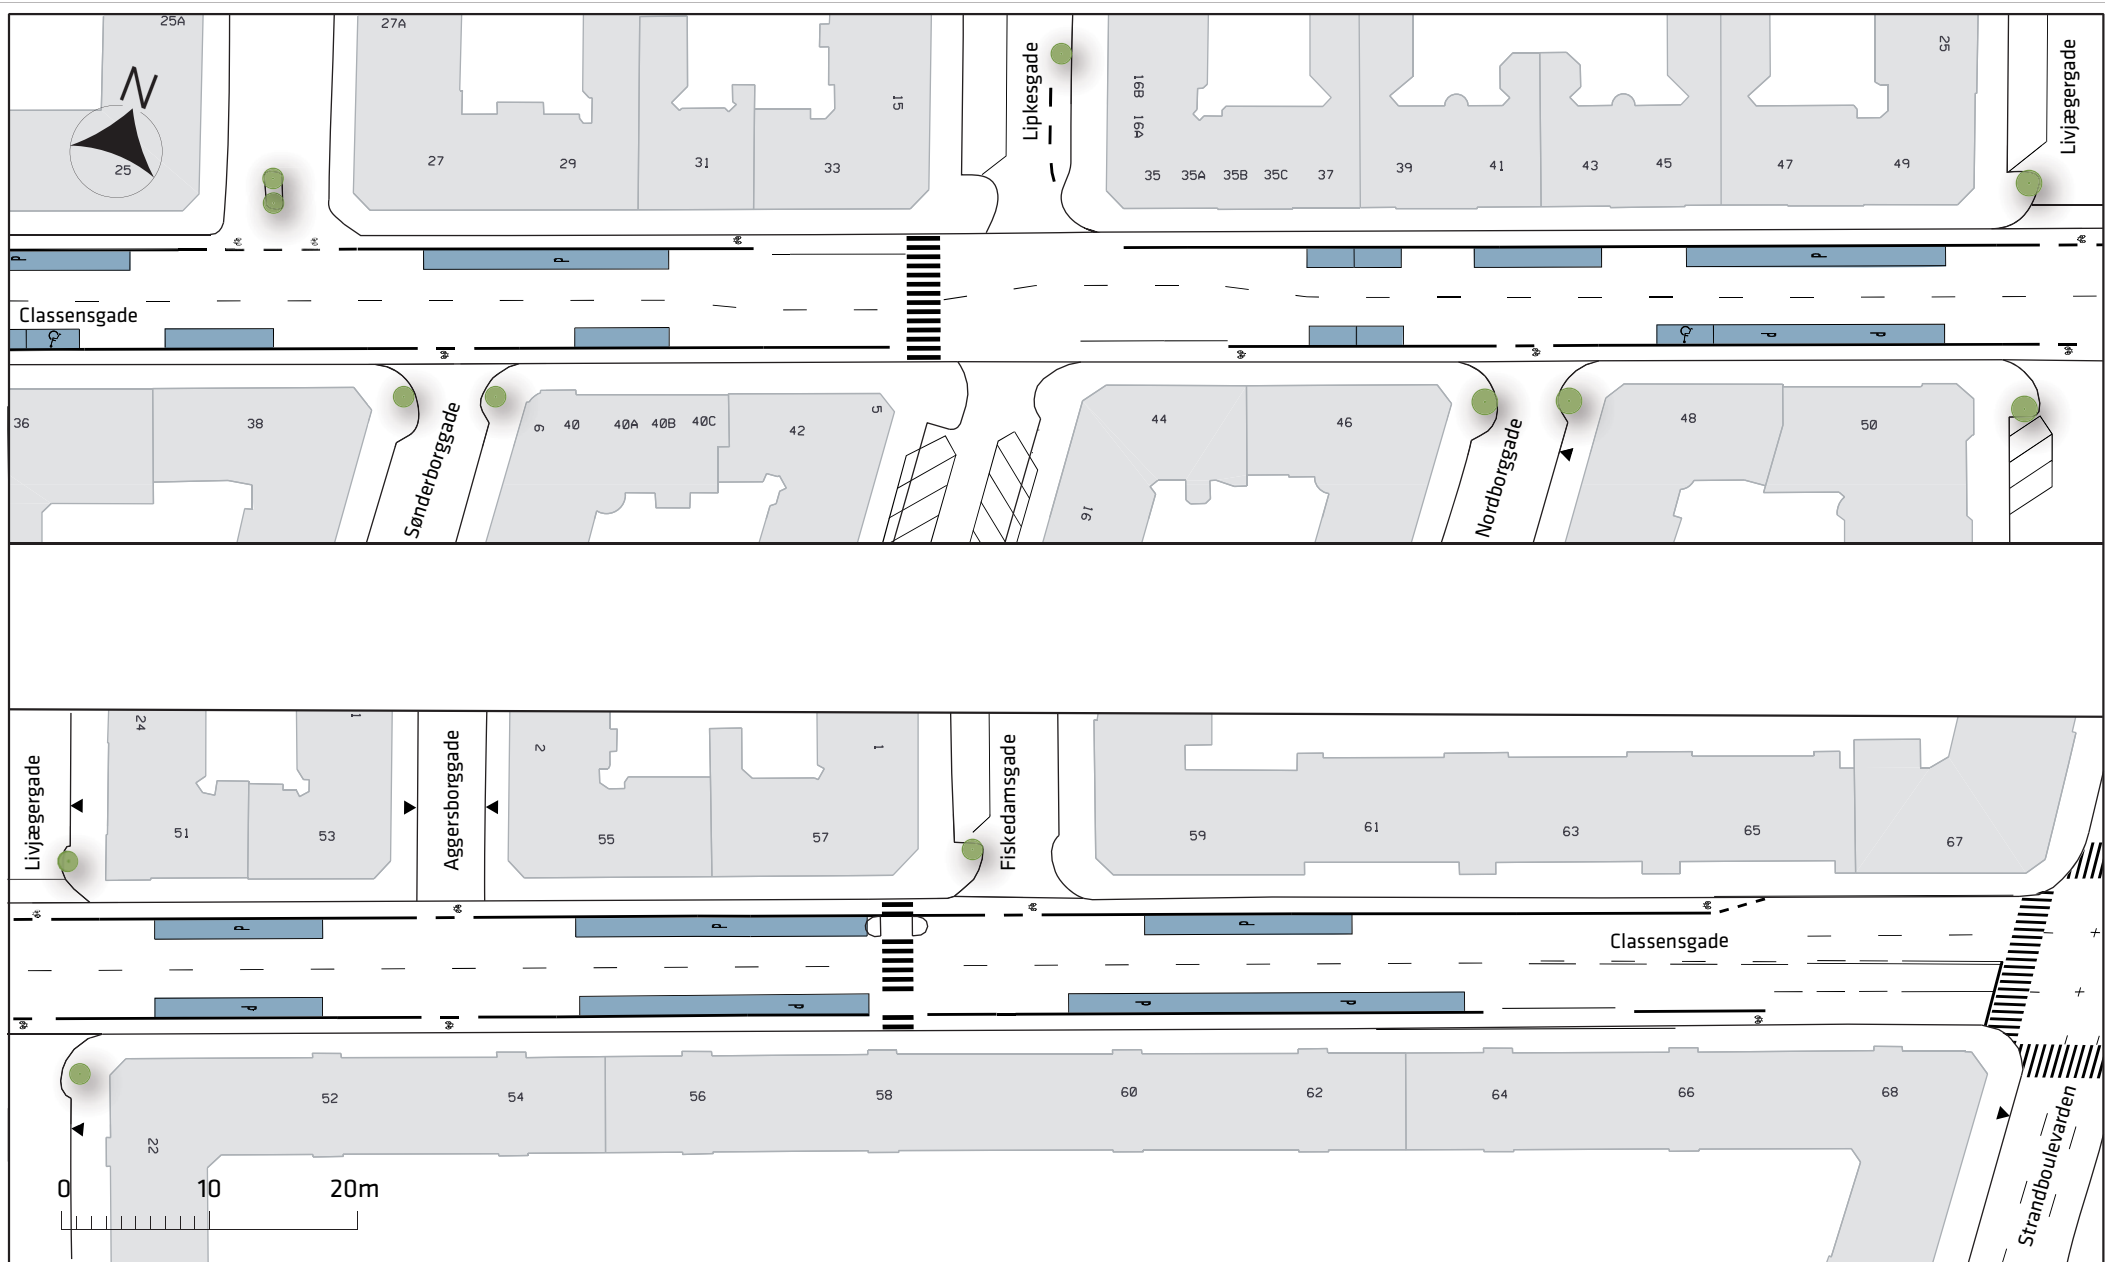 25A
27A
N
25
27
29
31
33
15
Lipkesgade
16B
16A
35
35A
35B
35C
37
39
41
43
45
47
49
25
Livjægergade
P
P
P
Classensgade
P
P
36
38
Sønderborggade
6
40
40A
40B
40C
42
5
44
46
16
Nordborggade
48
50
Livjægergade
24
51
53
1
Aggersborggade
2
55
57
1
Fiskedamsgade
59
61
63
65
67
P
P
P
Classensgade
P
P
P
P
52
54
56
58
60
62
64
66
68
22
Strandboulevarden
0 10 20m